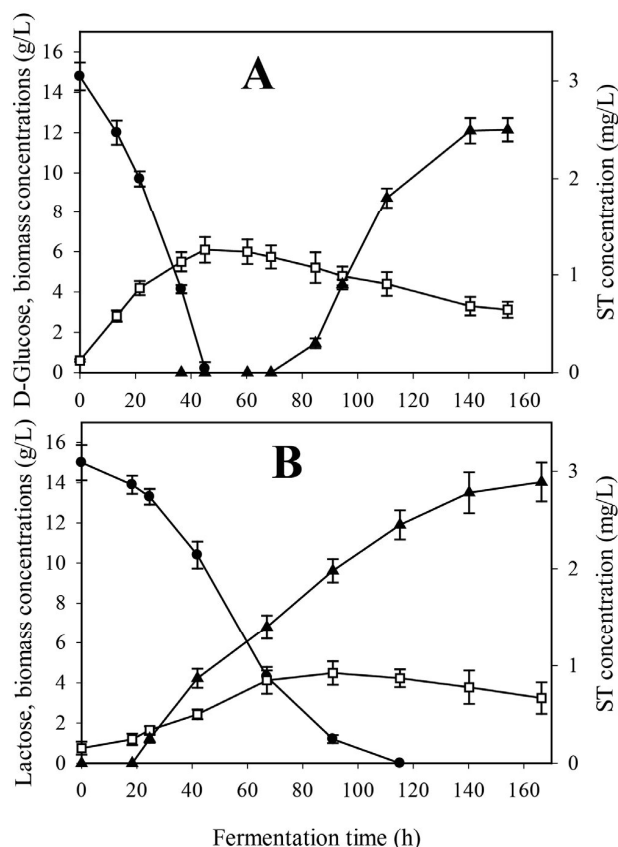 A
D-Glucose, biomass concentrations (g/L)
16
14
12
10
8
6
4
2
0
3
2
1
0
ST concentration (mg/L)
0 20 40 60 80 100 120 140 160
B
Lactose, biomass concentrations (g/L)
16
14
12
10
8
6
4
2
0
3
2
1
0
ST concentration (mg/L)
0 20 40 60 80 100 120 140 160
Fermentation time (h)